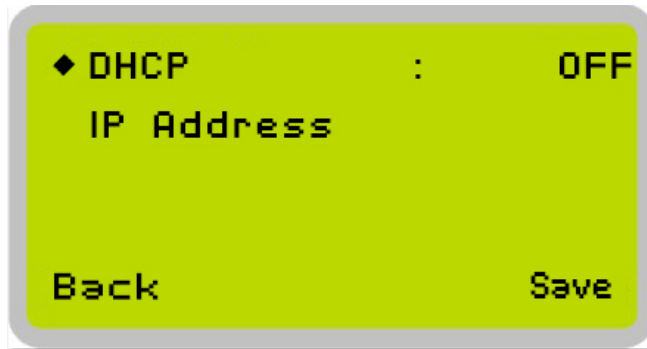 ◆ DHCP : OFF
IP Address
Back Save